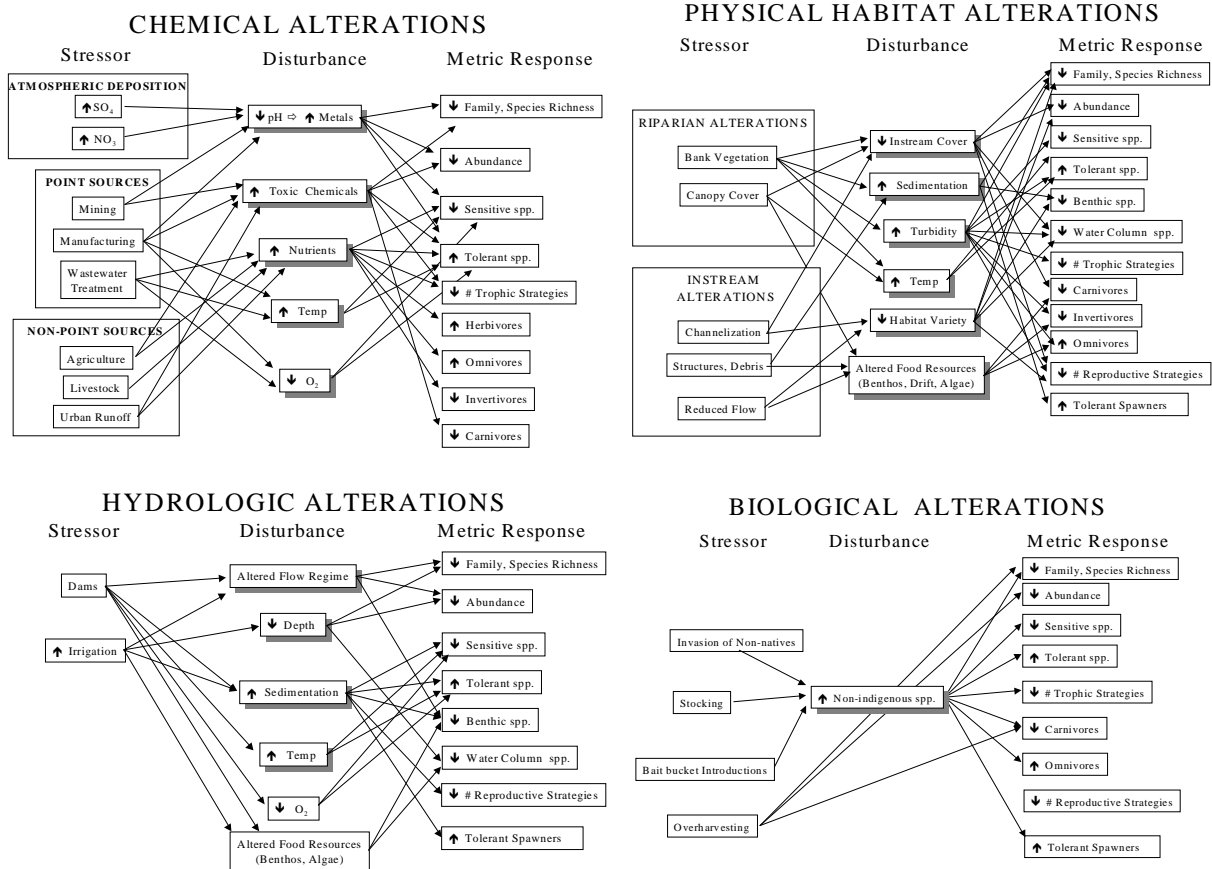 CHEMICAL ALTERATIONS
Stressor
Disturbance
Metric Response
ATMOSPHERIC DEPOSITION
↑SO₄
↑ NO₃
POINT SOURCES
Mining
Manufacturing
Wastewater
Treatment
NON-POINT SOURCES
Agriculture
Livestock
Urban Runoff
↓ pH ⇨ ↑ Metals
↑ Toxic Chemicals
↑ Nutrients
↑ Temp
↓ O₂
↓ Family, Species Richness
↓ Abundance
↓ Sensitive spp.
↑ Tolerant spp.
↓ # Trophic Strategies
↑ Herbivores
↑ Omnivores
↓ Invertivores
↓ Carnivores
PHYSICAL HABITAT ALTERATIONS
Stressor
Disturbance
Metric Response
RIPARIAN ALTERATIONS
Bank Vegetation
Canopy Cover
INSTREAM
ALTERATIONS
Channelization
Structures, Debris
Reduced Flow
↓ Instream Cover
↑ Sedimentation
↑ Turbidity
↑ Temp
↓ Habitat Variety
Altered Food Resources
(Benthos, Drift, Algae)
↓ Family, Species Richness
↓ Abundance
↓ Sensitive spp.
↑ Tolerant spp.
↓ Benthic spp.
↓ Water Column spp.
↓ # Trophic Strategies
↓ Carnivores
↓ Invertivores
↑ Omnivores
↓ # Reproductive Strategies
↑ Tolerant Spawners
HYDROLOGIC ALTERATIONS
Stressor
Disturbance
Metric Response
Dams
↑ Irrigation
Altered Flow Regime
↓ Depth
↑ Sedimentation
↑ Temp
↓ O₂
Altered Food Resources
(Benthos, Algae)
↓ Family, Species Richness
↓ Abundance
↓ Sensitive spp.
↑ Tolerant spp.
↓ Benthic spp.
↓ Water Column spp.
↓ # Reproductive Strategies
↑ Tolerant Spawners
BIOLOGICAL ALTERATIONS
Stressor
Disturbance
Metric Response
Invasion of Non-natives
Stocking
Bait bucket Introductions
Overharvesting
↑ Non-indigenous spp.
↓ Family, Species Richness
↓ Abundance
↓ Sensitive spp.
↑ Tolerant spp.
↓ # Trophic Strategies
↓ Carnivores
↑ Omnivores
↓ # Reproductive Strategies
↑ Tolerant Spawners